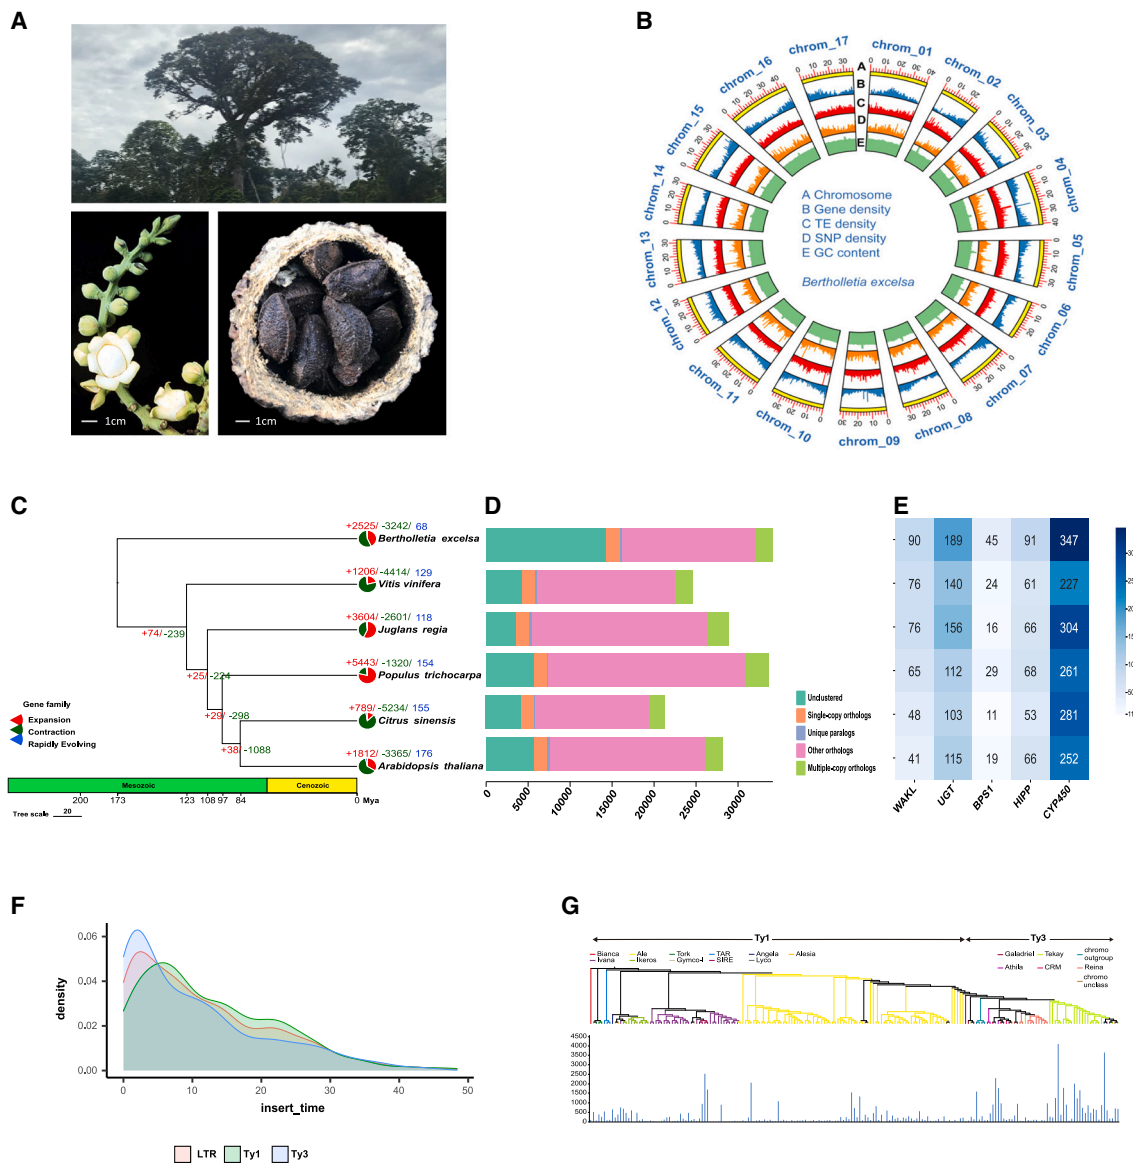 A
1cm
1cm
B
chrom_01
chrom_02
chrom_03
chrom_04
chrom_05
chrom_06
chrom_07
chrom_08
chrom_09
chrom_10
chrom_11
chrom_12
chrom_13
chrom_14
chrom_15
chrom_16
chrom_17
A
B
C
D
E
A Chromosome
B Gene density
C TE density
D SNP density
E GC content
Bertholletia excelsa
C
+2525/ -3242/ 68
Bertholletia excelsa
+1206/ -4414/ 129
Vitis vinifera
+3604/ -2601/ 118
Juglans regia
+5443/ -1320/ 154
Populus trichocarpa
+789/ -5234/ 155
Citrus sinensis
+1812/ -3365/ 176
Arabidopsis thaliana
+74/ -239
+25/ -224
+29/ -298
+38/ -1088
Gene family
Expansion
Contraction
Rapidly Evolving
Mesozoic Cenozoic
200 173 123 108 97 84 0 Mya
Tree scale 20
D
Unclustered
Single-copy orthologs
Unique paralogs
Other orthologs
Multiple-copy orthologs
0 5000 10000 15000 20000 25000 30000
E
90 189 45 91 347
76 140 24 61 227
76 156 16 66 304
65 112 29 68 261
48 103 11 53 281
41 115 19 66 252
WAKL UGT BPS1 HIPP CYP450
F
density
0.06
0.04
0.02
0.00
0 10 20 30 40 50
insert_time
LTR Ty1 Ty3
G
Ty1 Ty3
Bianca Ale Tork TAR Angela Alesia
Ivana Ikeros Gymco-I SIRE Lyco
Galadriel Tekay chromo outgroup
Athila CRM Reina
chromo unclass
4500
4000
3500
3000
2500
2000
1500
1000
500
0